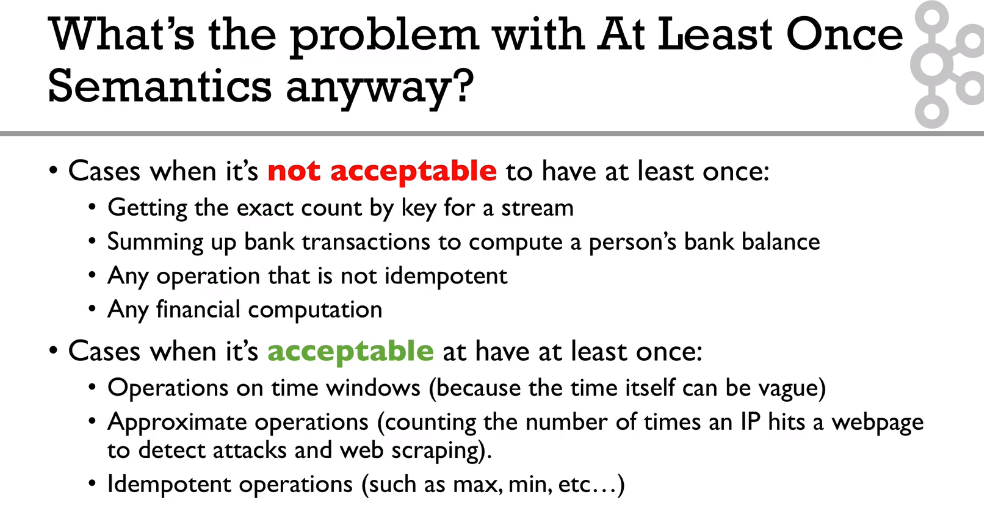 What's the problem with At Least Once
Semantics anyway?
• Cases when it's not acceptable to have at least once:
• Getting the exact count by key for a stream
• Summing up bank transactions to compute a person's bank balance
• Any operation that is not idempotent
• Any financial computation
• Cases when it's acceptable at have at least once:
• Operations on time windows (because the time itself can be vague)
• Approximate operations (counting the number of times an IP hits a webpage
to detect attacks and web scraping).
• Idempotent operations (such as max, min, etc…)